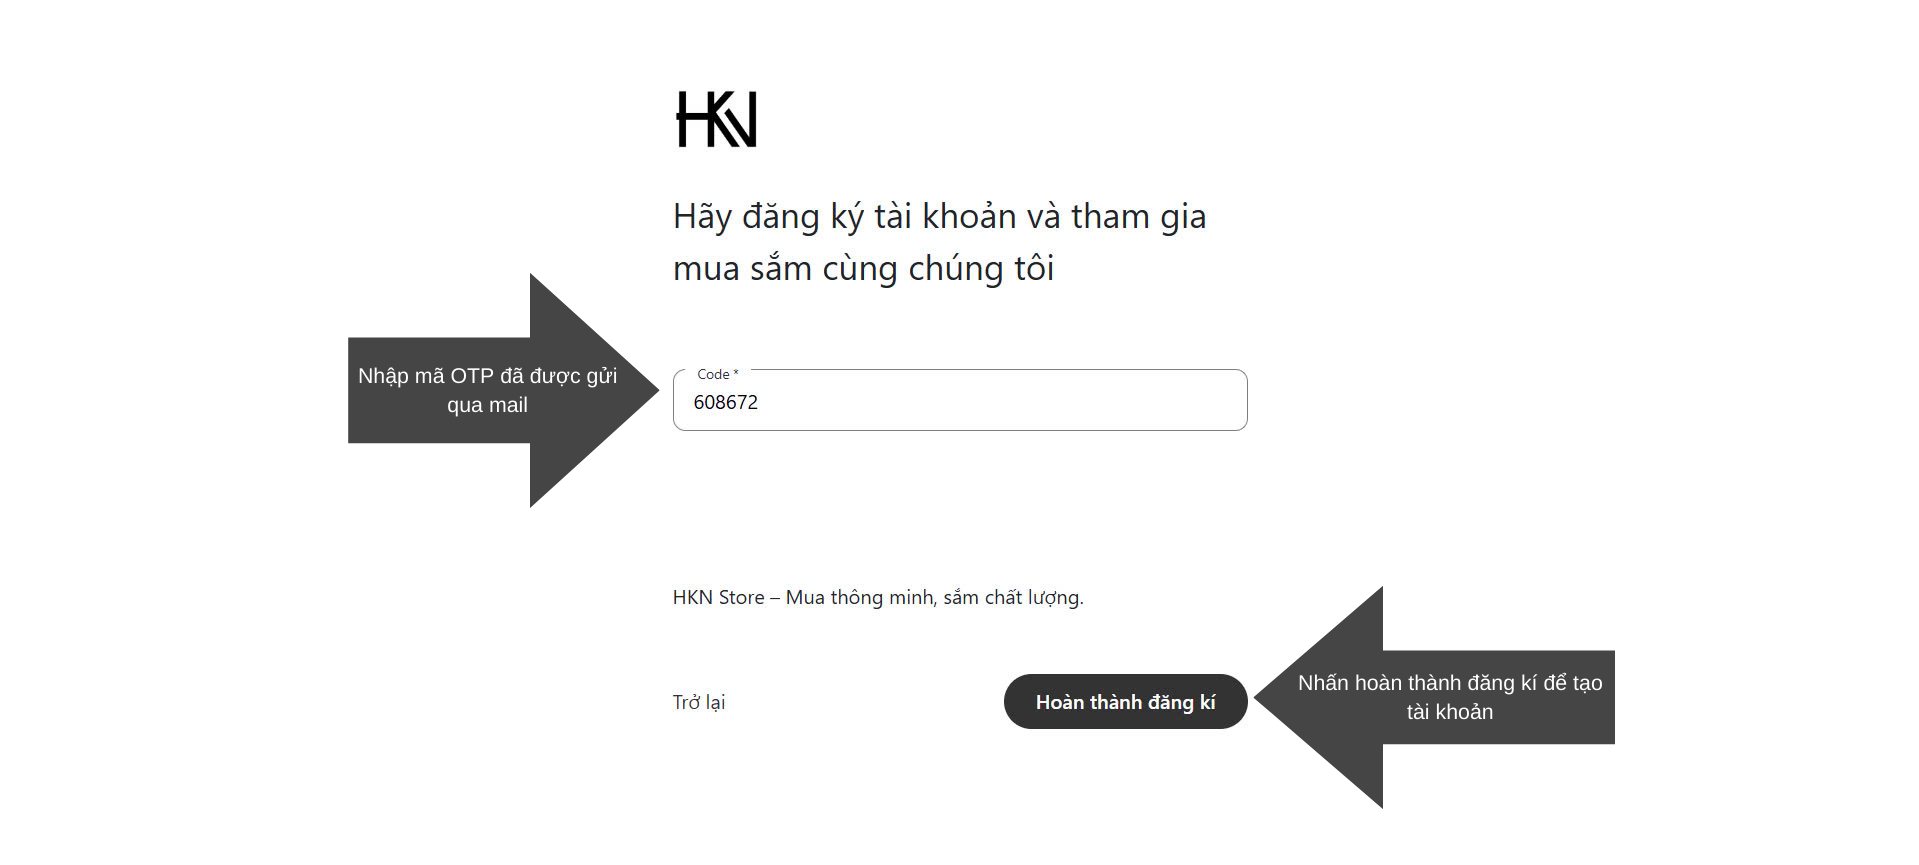 HKN
Hãy đăng ký tài khoản và tham gia
mua sắm cùng chúng tôi
Nhập mã OTP đã được gửi
qua mail
Code *
608672
HKN Store – Mua thông minh, sắm chất lượng.
Trở lại
Hoàn thành đăng kí
Nhấn hoàn thành đăng kí để tạo
tài khoản